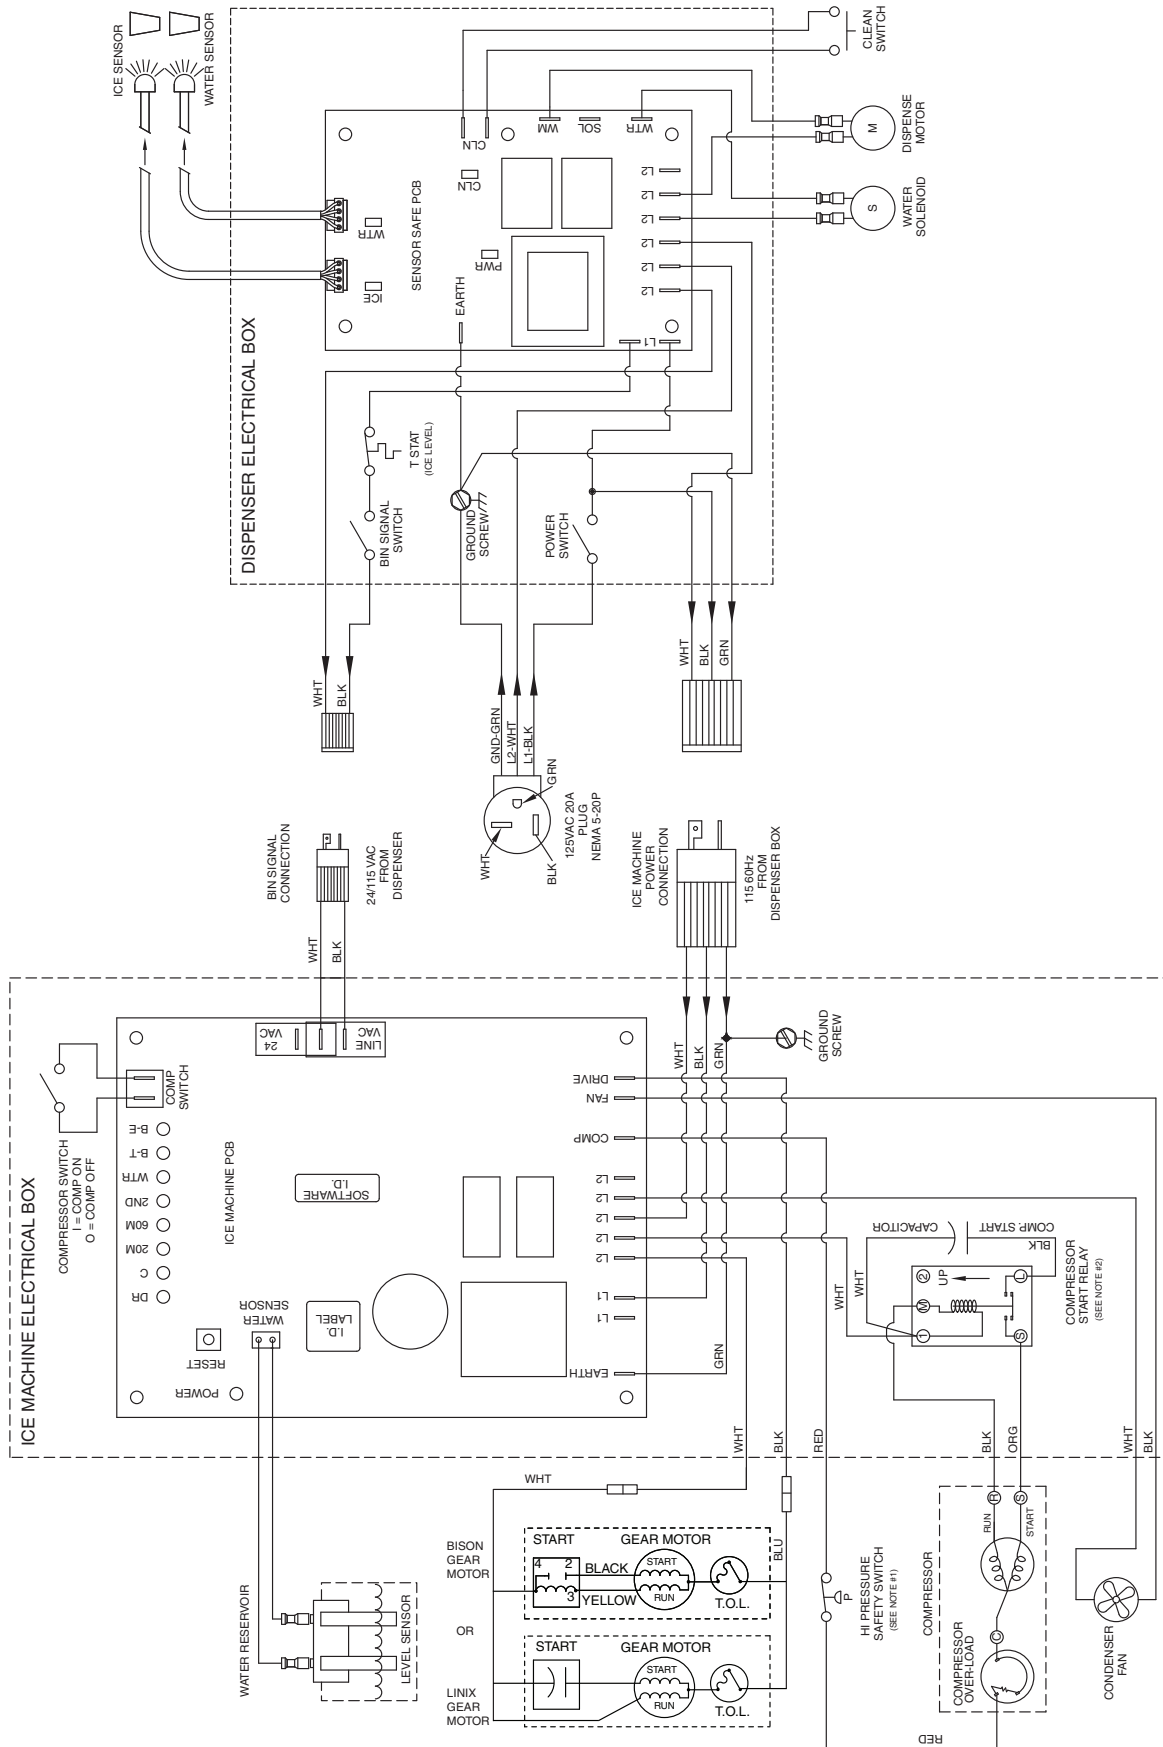 ICE SENSOR
WATER SENSOR
DISPENSER ELECTRICAL BOX
SENSOR SAFE PCB
ICE
WTR
CLN
CLN
PWR
EARTH
WM
SOL
WTR
L2
L2
L2
L2
L2
L2
L1
CLEAN
SWITCH
M
DISPENSE
MOTOR
S
WATER
SOLENOID
T STAT
(ICE LEVEL)
BIN SIGNAL
SWITCH
GROUND
SCREW
POWER
SWITCH
WHT
BLK
GND-GRN
L2-WHT
L1-BLK
WHT
BLK
GRN
WHT
BLK
GRN
125VAC 20A
PLUG
NEMA 5-20P
BIN SIGNAL
CONNECTION
24/115 VAC
FROM
DISPENSER
WHT
BLK
ICE MACHINE
POWER
CONNECTION
115 60Hz
FROM
DISPENSER BOX
ICE MACHINE ELECTRICAL BOX
COMPRESSOR SWITCH
I = COMP ON
O = COMP OFF
COMP
SWITCH
24
VAC
LINE
VAC
ICE MACHINE PCB
B-E
B-T
WTR
2ND
60M
20M
C
DR
SOFTWARE
I.D.
I.D.
LABEL
WATER
SENSOR
RESET
POWER
DRIVE
FAN
COMP
L2
L2
L2
L2
L2
L1
L1
EARTH
WHT
BLK
GRN
GROUND
SCREW
GRN
WHT
WHT
CAPACITOR
COMP. START
BLK
2
UP
M
L
1
S
COMPRESSOR
START RELAY
(SEE NOTE #2)
WHT
BLK
RED
BLK
ORG
WHT
BLK
WATER RESERVOIR
LEVEL SENSOR
WHT
BISON
GEAR
MOTOR
START
4
2
3
BLACK
YELLOW
GEAR MOTOR
START
RUN
T.O.L.
BLU
OR
LINIX
GEAR
MOTOR
START
GEAR MOTOR
START
RUN
T.O.L.
P
HI PRESSURE
SAFETY SWITCH
(SEE NOTE #1)
COMPRESSOR
R
S
RUN
START
C
COMPRESSOR
OVER-LOAD
RED
CONDENSER
FAN